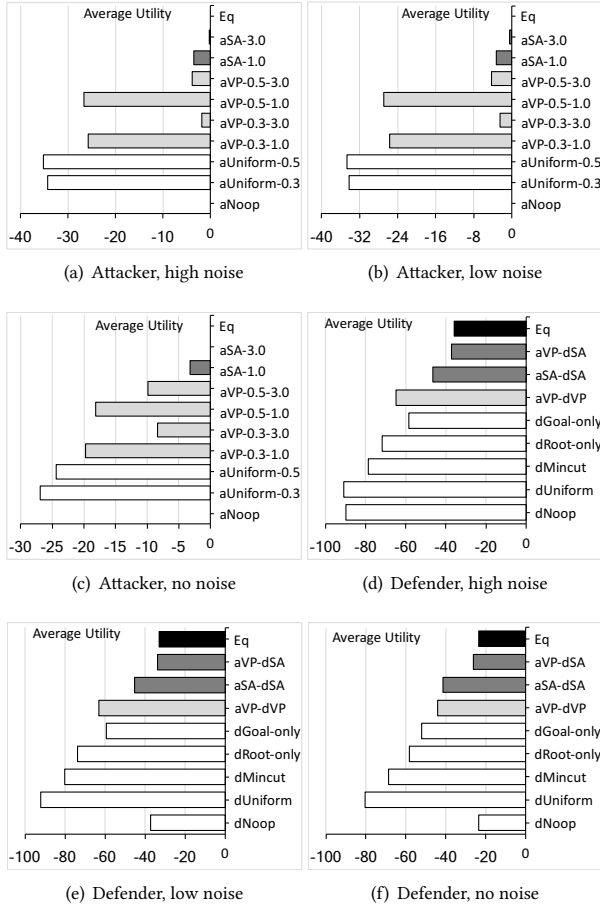 Average Utility
Eq
aSA-3.0
aSA-1.0
aVP-0.5-3.0
aVP-0.5-1.0
aVP-0.3-3.0
aVP-0.3-1.0
aUniform-0.5
aUniform-0.3
aNoop
-40 -30 -20 -10 0
(a) Attacker, high noise
Average Utility
Eq
aSA-3.0
aSA-1.0
aVP-0.5-3.0
aVP-0.5-1.0
aVP-0.3-3.0
aVP-0.3-1.0
aUniform-0.5
aUniform-0.3
aNoop
-40 -32 -24 -16 -8 0
(b) Attacker, low noise
Average Utility
Eq
aSA-3.0
aSA-1.0
aVP-0.5-3.0
aVP-0.5-1.0
aVP-0.3-3.0
aVP-0.3-1.0
aUniform-0.5
aUniform-0.3
aNoop
-30 -25 -20 -15 -10 -5 0
(c) Attacker, no noise
Average Utility
Eq
aVP-dSA
aSA-dSA
aVP-dVP
dGoal-only
dRoot-only
dMincut
dUniform
dNoop
-100 -80 -60 -40 -20 0
(d) Defender, high noise
Average Utility
Eq
aVP-dSA
aSA-dSA
aVP-dVP
dGoal-only
dRoot-only
dMincut
dUniform
dNoop
-100 -80 -60 -40 -20 0
(e) Defender, low noise
Average Utility
Eq
aVP-dSA
aSA-dSA
aVP-dVP
dGoal-only
dRoot-only
dMincut
dUniform
dNoop
-100 -80 -60 -40 -20 0
(f) Defender, no noise